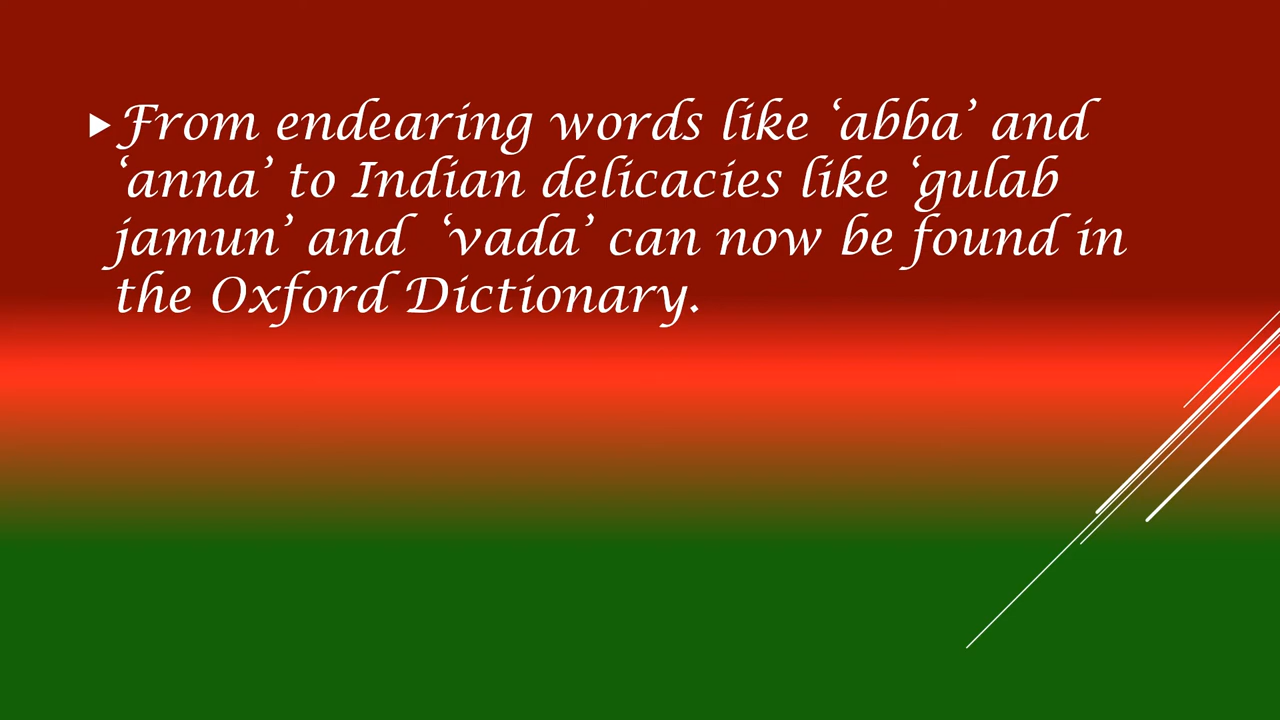 From endearing words like ‘abba’ and
‘anna’ to Indian delicacies like ‘gulab
jamun’ and ‘vada’ can now be found in
the Oxford Dictionary.